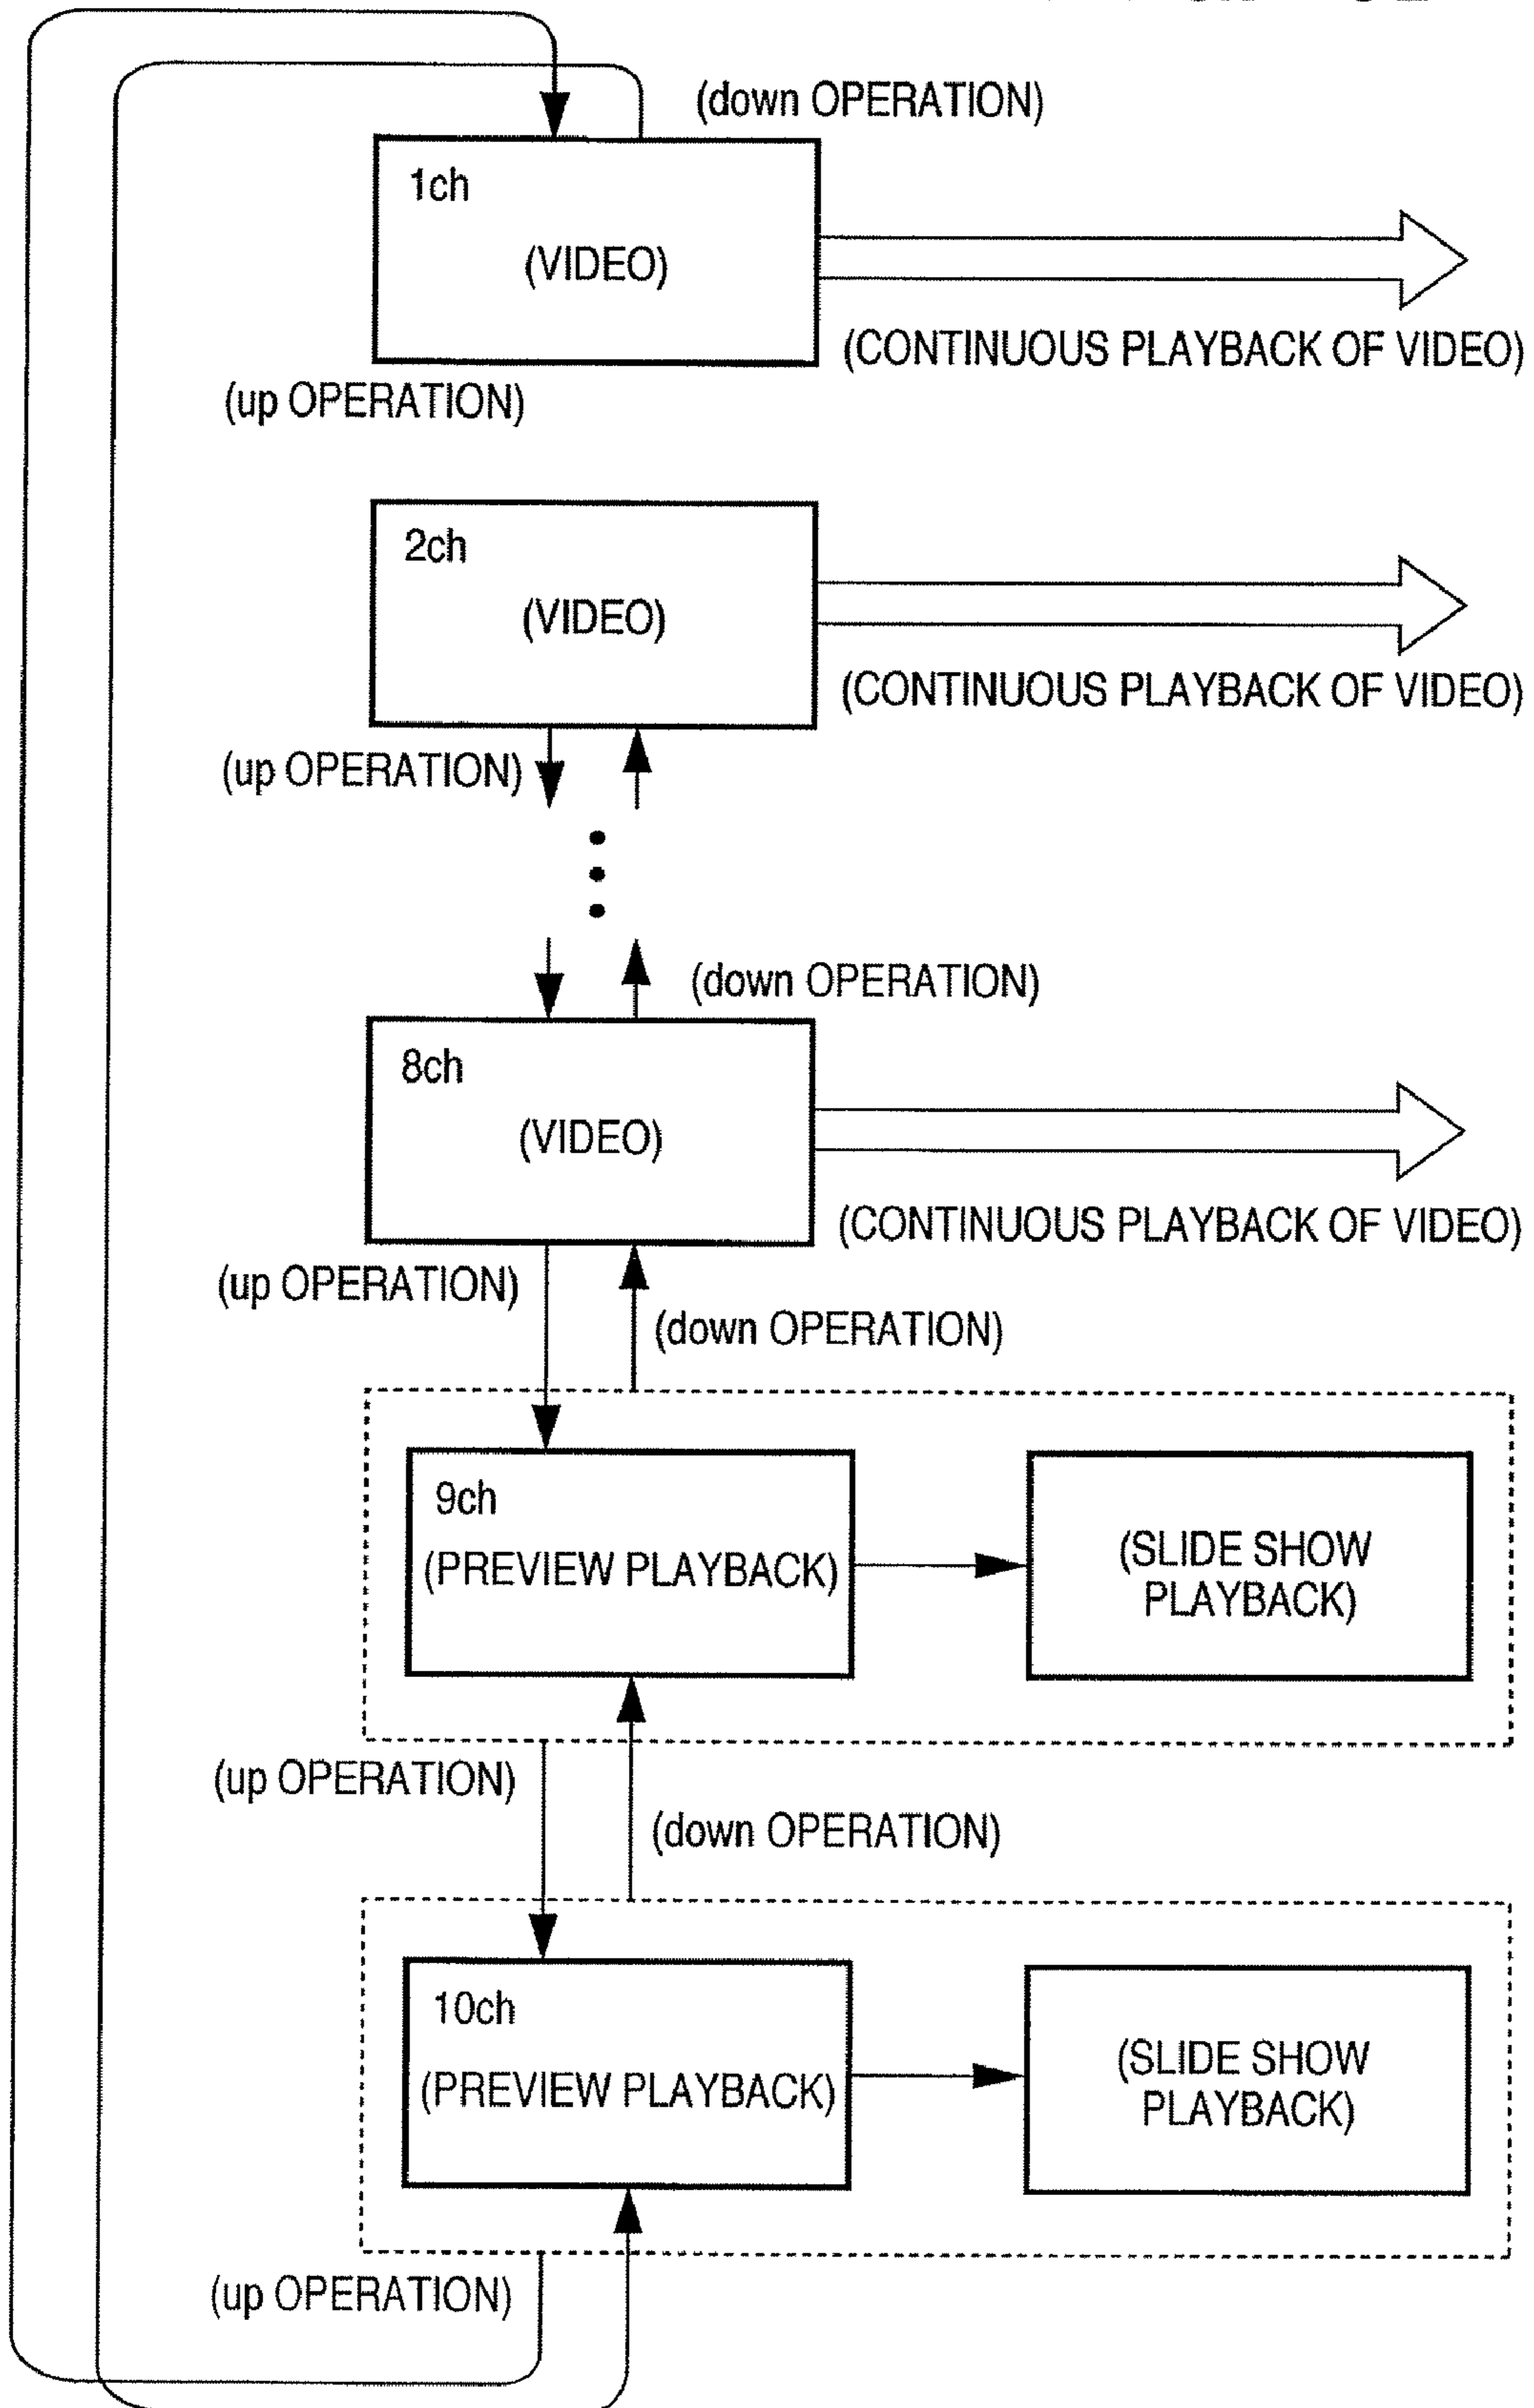 (down OPERATION)
1ch
(VIDEO)
(CONTINUOUS PLAYBACK OF VIDEO)
(up OPERATION)
2ch
(VIDEO)
(CONTINUOUS PLAYBACK OF VIDEO)
(up OPERATION)
(down OPERATION)
8ch
(VIDEO)
(CONTINUOUS PLAYBACK OF VIDEO)
(up OPERATION)
(down OPERATION)
9ch
(PREVIEW PLAYBACK)
(SLIDE SHOW
PLAYBACK)
(up OPERATION)
(down OPERATION)
10ch
(PREVIEW PLAYBACK)
(SLIDE SHOW
PLAYBACK)
(up OPERATION)